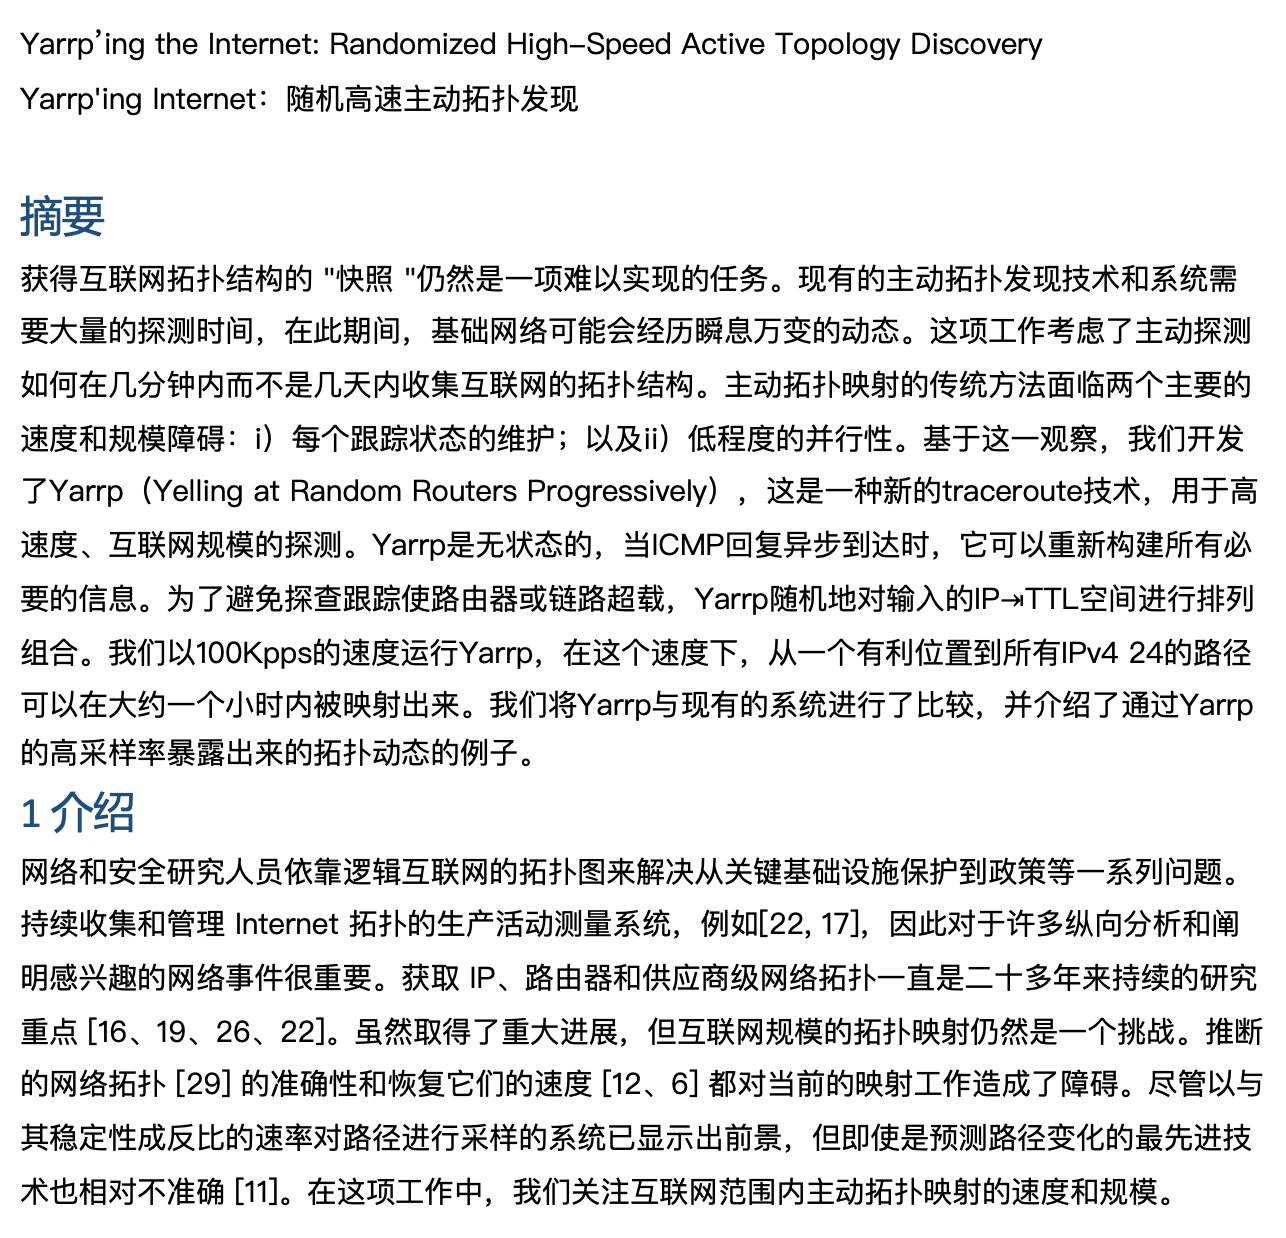 Yarrp’ing the Internet: Randomized High–Speed Active Topology Discovery
Yarrp'ing Internet：随机高速主动拓扑发现
摘要
获得互联网拓扑结构的 "快照 "仍然是一项难以实现的任务。现有的主动拓扑发现技术和系统需
要大量的探测时间，在此期间，基础网络可能会经历瞬息万变的动态。这项工作考虑了主动探测
如何在几分钟内而不是几天内收集互联网的拓扑结构。主动拓扑映射的传统方法面临两个主要的
速度和规模障碍：i）每个跟踪状态的维护；以及ii）低程度的并行性。基于这一观察，我们开发
了Yarrp（Yelling at Random Routers Progressively），这是一种新的traceroute技术，用于高
速度、互联网规模的探测。Yarrp是无状态的，当ICMP回复异步到达时，它可以重新构建所有必
要的信息。为了避免探查跟踪使路由器或链路超载，Yarrp随机地对输入的IP⇥TTL空间进行排列
组合。我们以100Kpps的速度运行Yarrp，在这个速度下，从一个有利位置到所有IPv4 24的路径
可以在大约一个小时内被映射出来。我们将Yarrp与现有的系统进行了比较，并介绍了通过Yarrp
的高采样率暴露出来的拓扑动态的例子。
1 介绍
网络和安全研究人员依靠逻辑互联网的拓扑图来解决从关键基础设施保护到政策等一系列问题。
持续收集和管理 Internet 拓扑的生产活动测量系统，例如[22, 17]，因此对于许多纵向分析和阐
明感兴趣的网络事件很重要。获取 IP、路由器和供应商级网络拓扑一直是二十多年来持续的研究
重点 [16、19、26、22]。虽然取得了重大进展，但互联网规模的拓扑映射仍然是一个挑战。推断
的网络拓扑 [29] 的准确性和恢复它们的速度 [12、6] 都对当前的映射工作造成了障碍。尽管以与
其稳定性成反比的速率对路径进行采样的系统已显示出前景，但即使是预测路径变化的最先进技
术也相对不准确 [11]。在这项工作中，我们关注互联网范围内主动拓扑映射的速度和规模。